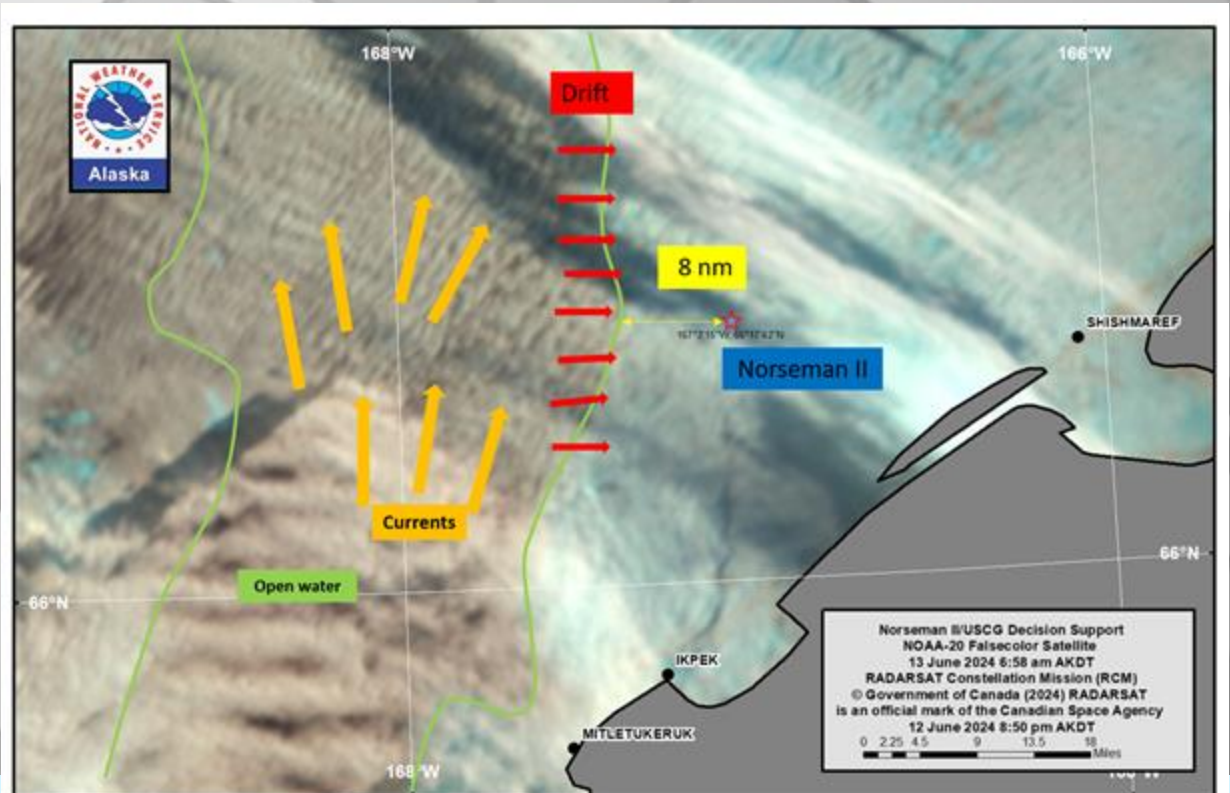 168°W
166°W
NATIONAL WEATHER SERVICE
Alaska
Drift
8 nm
SHISHMAREF
Norseman II
Currents
66°N
Open water
66°N
Norseman II/USCG Decision Support
NOAA-20 Falsecolor Satellite
13 June 2024 6:58 am AKDT
RADARSAT Constellation Mission (RCM)
© Government of Canada (2024) RADARSAT
is an official mark of the Canadian Space Agency
12 June 2024 8:50 pm AKDT
0 2.25 4.5 9 13.5 18
Miles
IKPEK
MITLETUKERUK
168°W